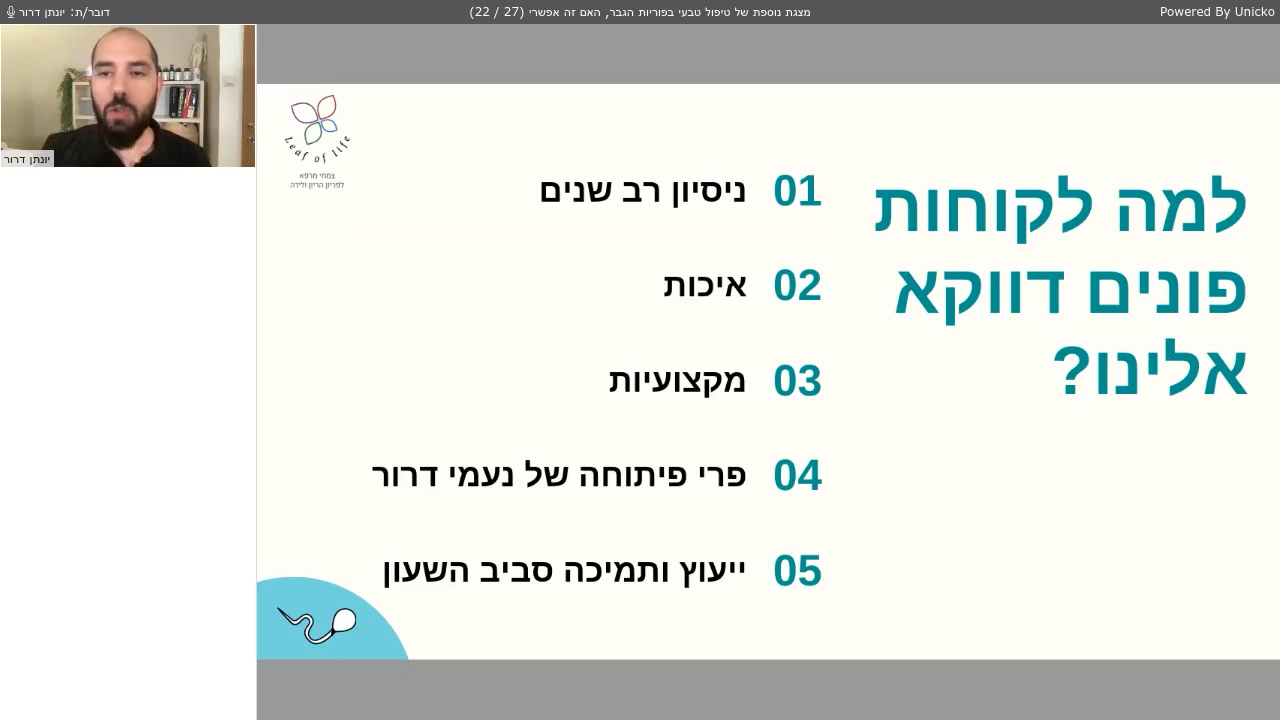 דובר/ת: יונתן דרור
מצגת נוספת של טיפול טבעי בפוריות הגבר, האם זה אפשרי (22 / 27)
Powered By Unicko
יונתן דרור
Leaf of life
צמחי מרפא
לפריון הריון ולידה
למה לקוחות
פונים דווקא
אלינו?
01 ניסיון רב שנים
02 איכות
03 מקצועיות
04 פרי פיתוחה של נעמי דרור
05 ייעוץ ותמיכה סביב השעון